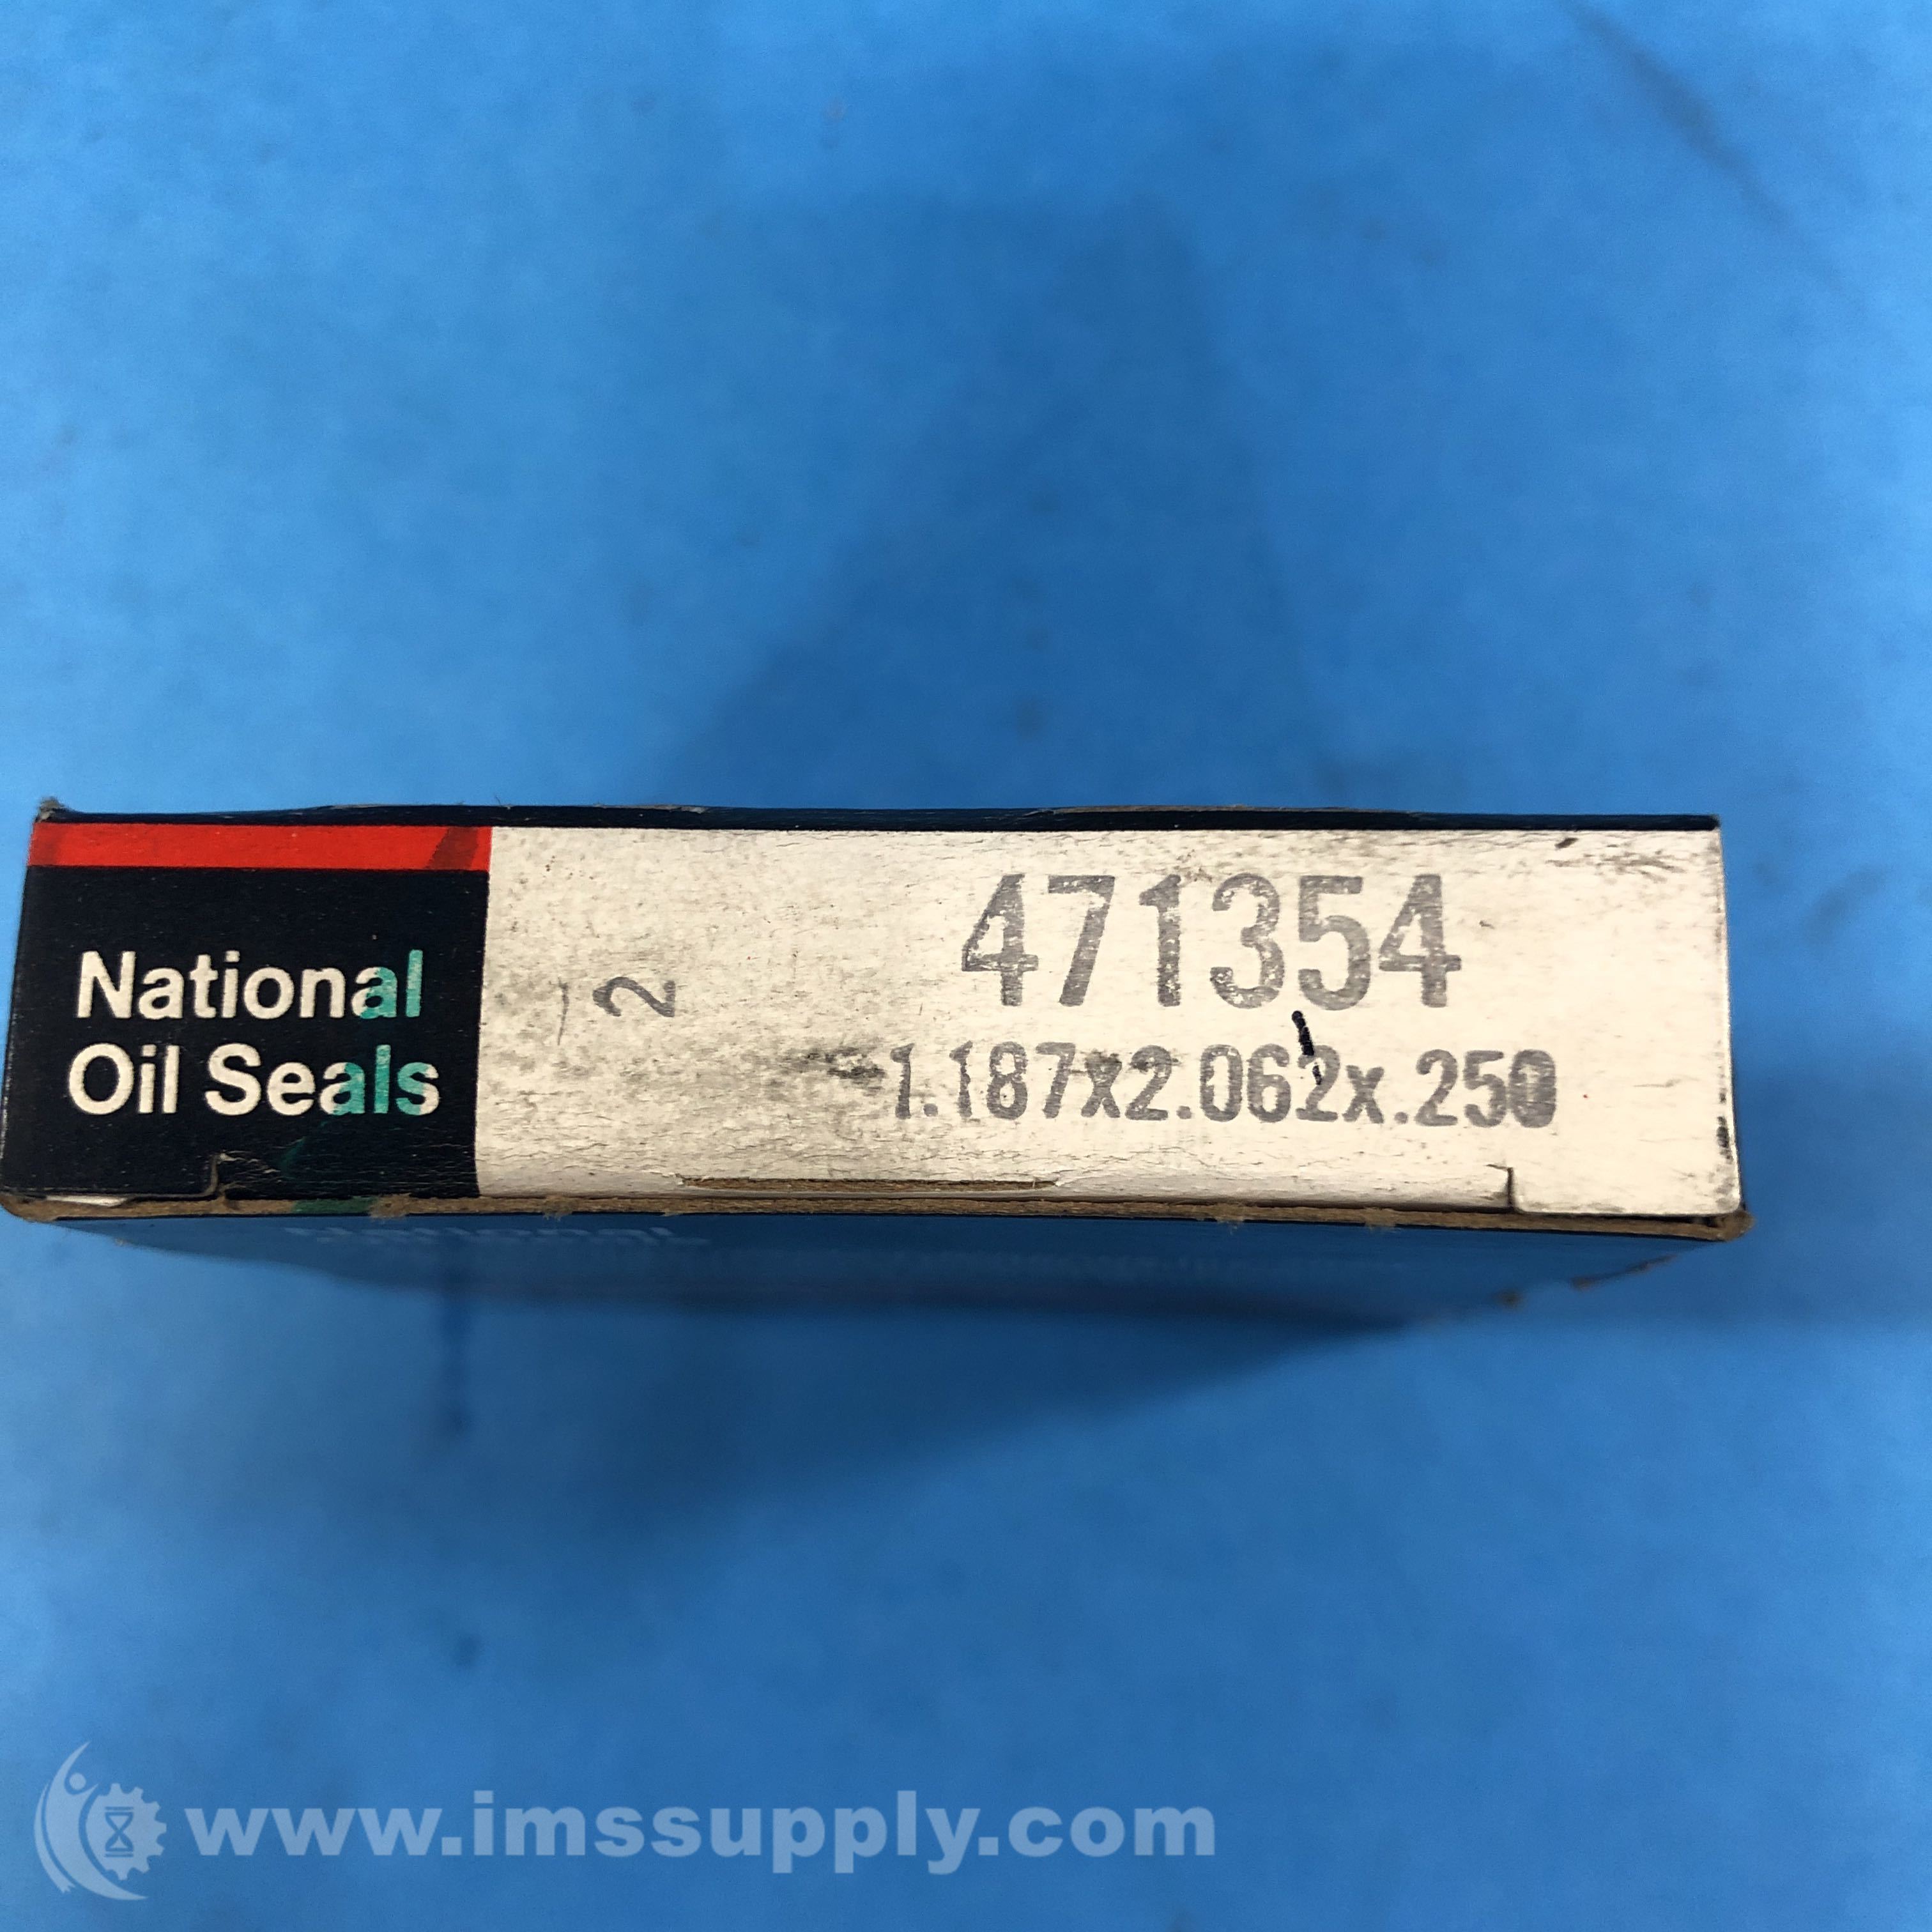 National
Oil Seals
2
471354
1.187x2.062x.250
www.imssupply.com